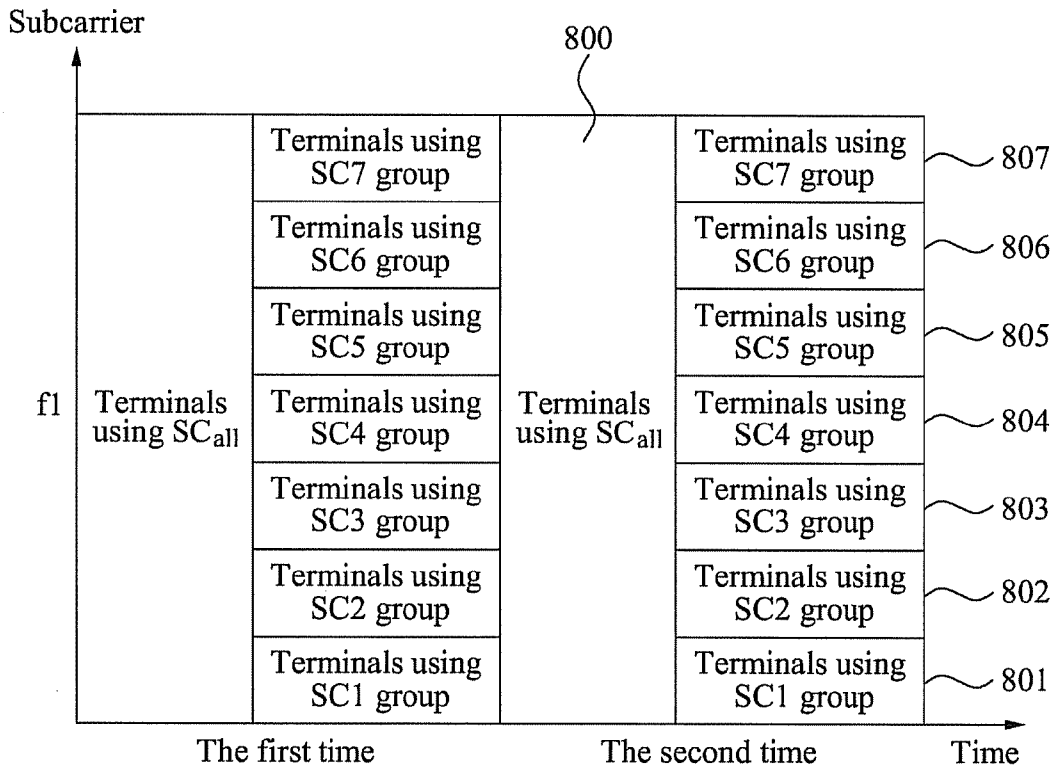 Subcarrier
800
Terminals using
SC7 group
Terminals using
SC7 group
807
Terminals using
SC6 group
Terminals using
SC6 group
806
Terminals using
SC5 group
Terminals using
SC5 group
805
f1
Terminals
using SCall
Terminals using
SC4 group
Terminals
using SCall
Terminals using
SC4 group
804
Terminals using
SC3 group
Terminals using
SC3 group
803
Terminals using
SC2 group
Terminals using
SC2 group
802
Terminals using
SC1 group
Terminals using
SC1 group
801
The first time
The second time
Time